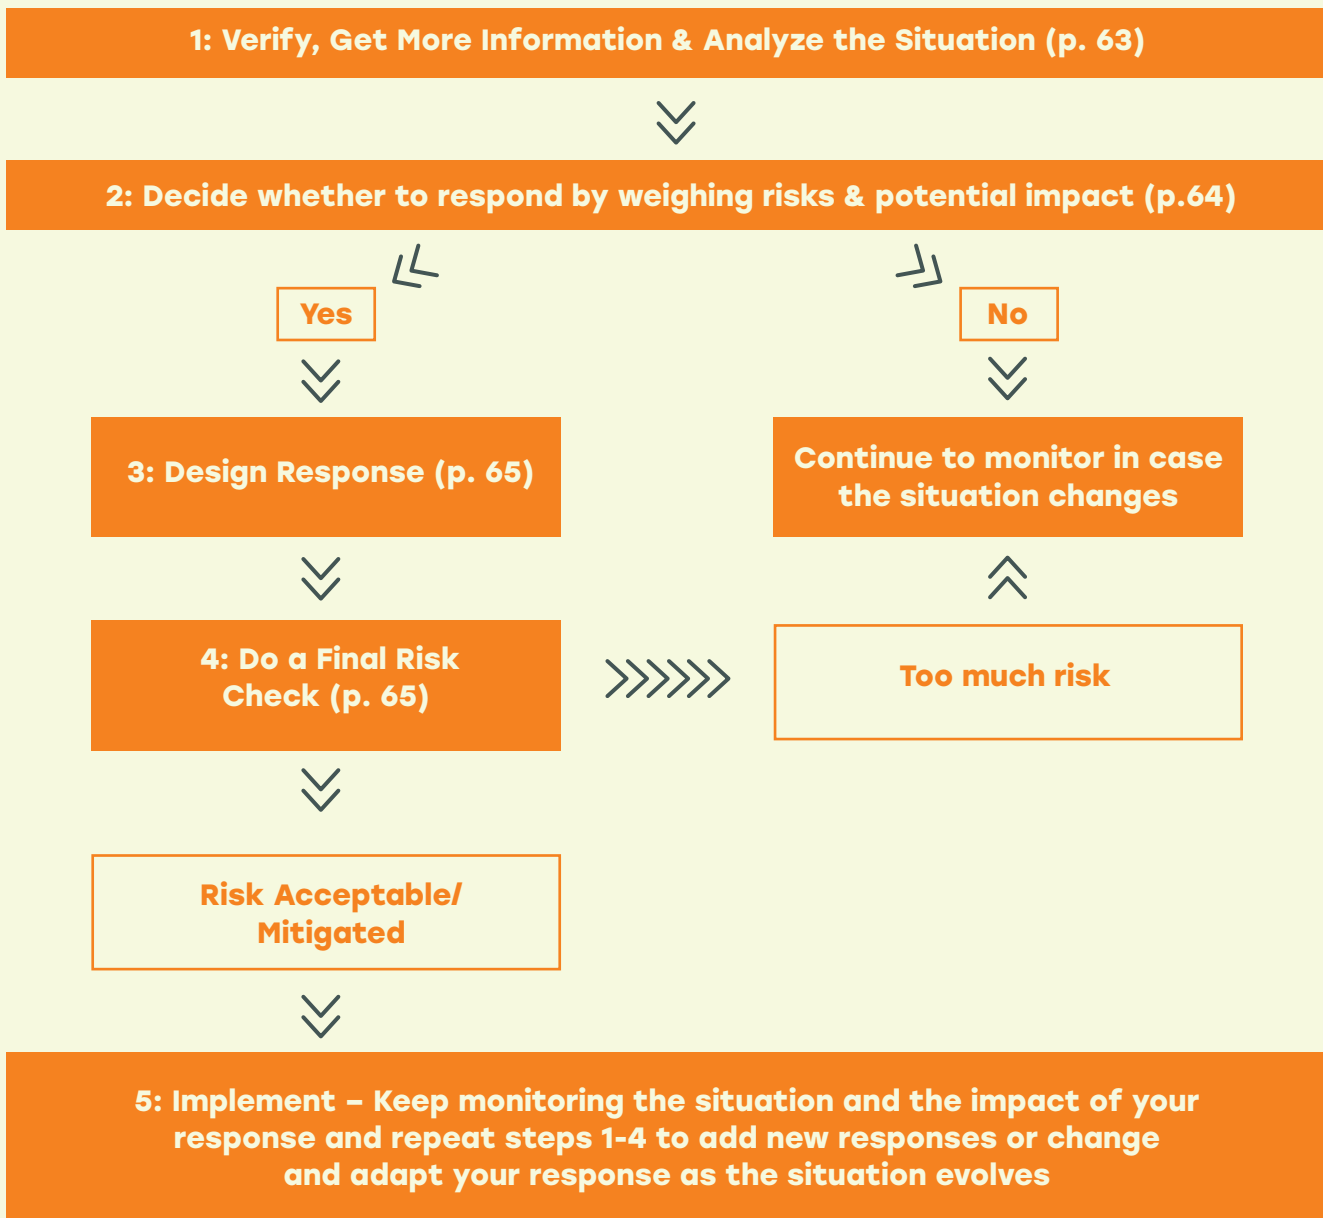 1: Verify, Get More Information & Analyze the Situation (p. 63)
2: Decide whether to respond by weighing risks & potential impact (p.64)
Yes
No
3: Design Response (p. 65)
Continue to monitor in case
the situation changes
4: Do a Final Risk
Check (p. 65)
Too much risk
Risk Acceptable/
Mitigated
5: Implement – Keep monitoring the situation and the impact of your
response and repeat steps 1-4 to add new responses or change
and adapt your response as the situation evolves